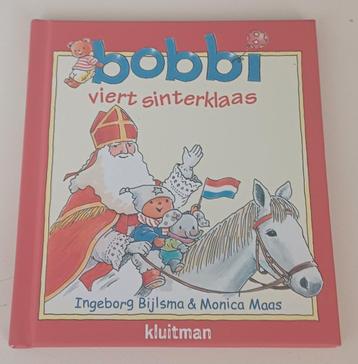 bobbi
viert sinterklaas
Ingeborg Bijlsma & Monica Maas
kluitman